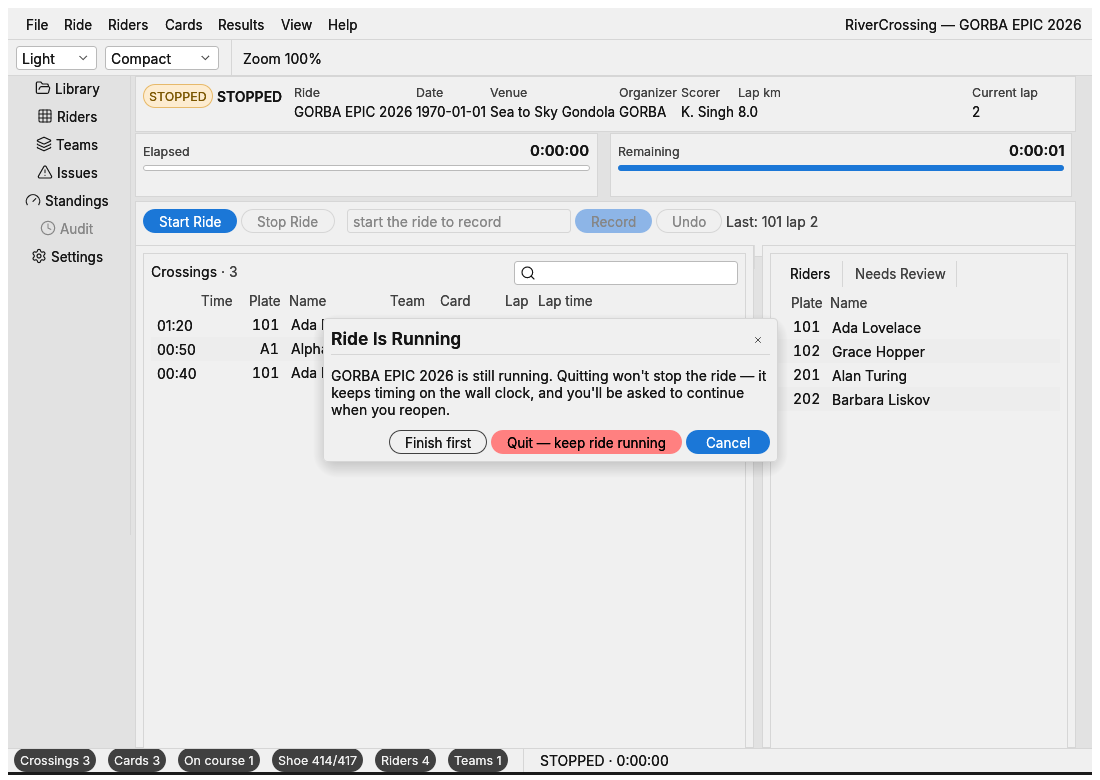 File Ride Riders Cards Results View Help RiverCrossing — GORBA EPIC 2026
Light Compact Zoom 100%
Library
Riders
Teams
Issues
Standings
Audit
Settings
STOPPED STOPPED
Ride Date Venue Organizer Scorer Lap km Current lap
GORBA EPIC 2026 1970-01-01 Sea to Sky Gondola GORBA K. Singh 8.0 2
Elapsed 0:00:00 Remaining 0:00:01
Start Ride Stop Ride start the ride to record Record Undo Last: 101 lap 2
Crossings · 3
Time Plate Name Team Card Lap Lap time
01:20 101 Ada
00:50 A1 Alpha
00:40 101 Ada
Riders Needs Review
Plate Name
101 Ada Lovelace
102 Grace Hopper
201 Alan Turing
202 Barbara Liskov
Ride Is Running ×
GORBA EPIC 2026 is still running. Quitting won't stop the ride — it
keeps timing on the wall clock, and you'll be asked to continue
when you reopen.
Finish first Quit — keep ride running Cancel
Crossings 3 Cards 3 On course 1 Shoe 414/417 Riders 4 Teams 1 STOPPED · 0:00:00